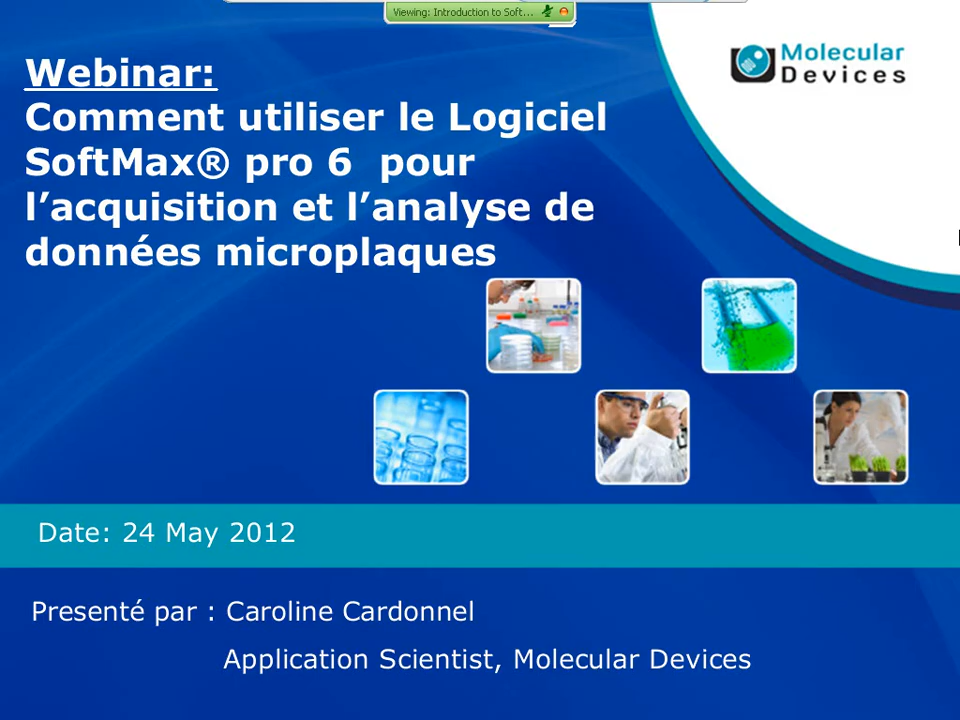 Viewing: Introduction to Soft...
Molecular
Devices
Webinar:
Comment utiliser le Logiciel
SoftMax® pro 6  pour
l’acquisition et l’analyse de
données microplaques
Date: 24 May 2012
Presenté par : Caroline Cardonnel
Application Scientist, Molecular Devices